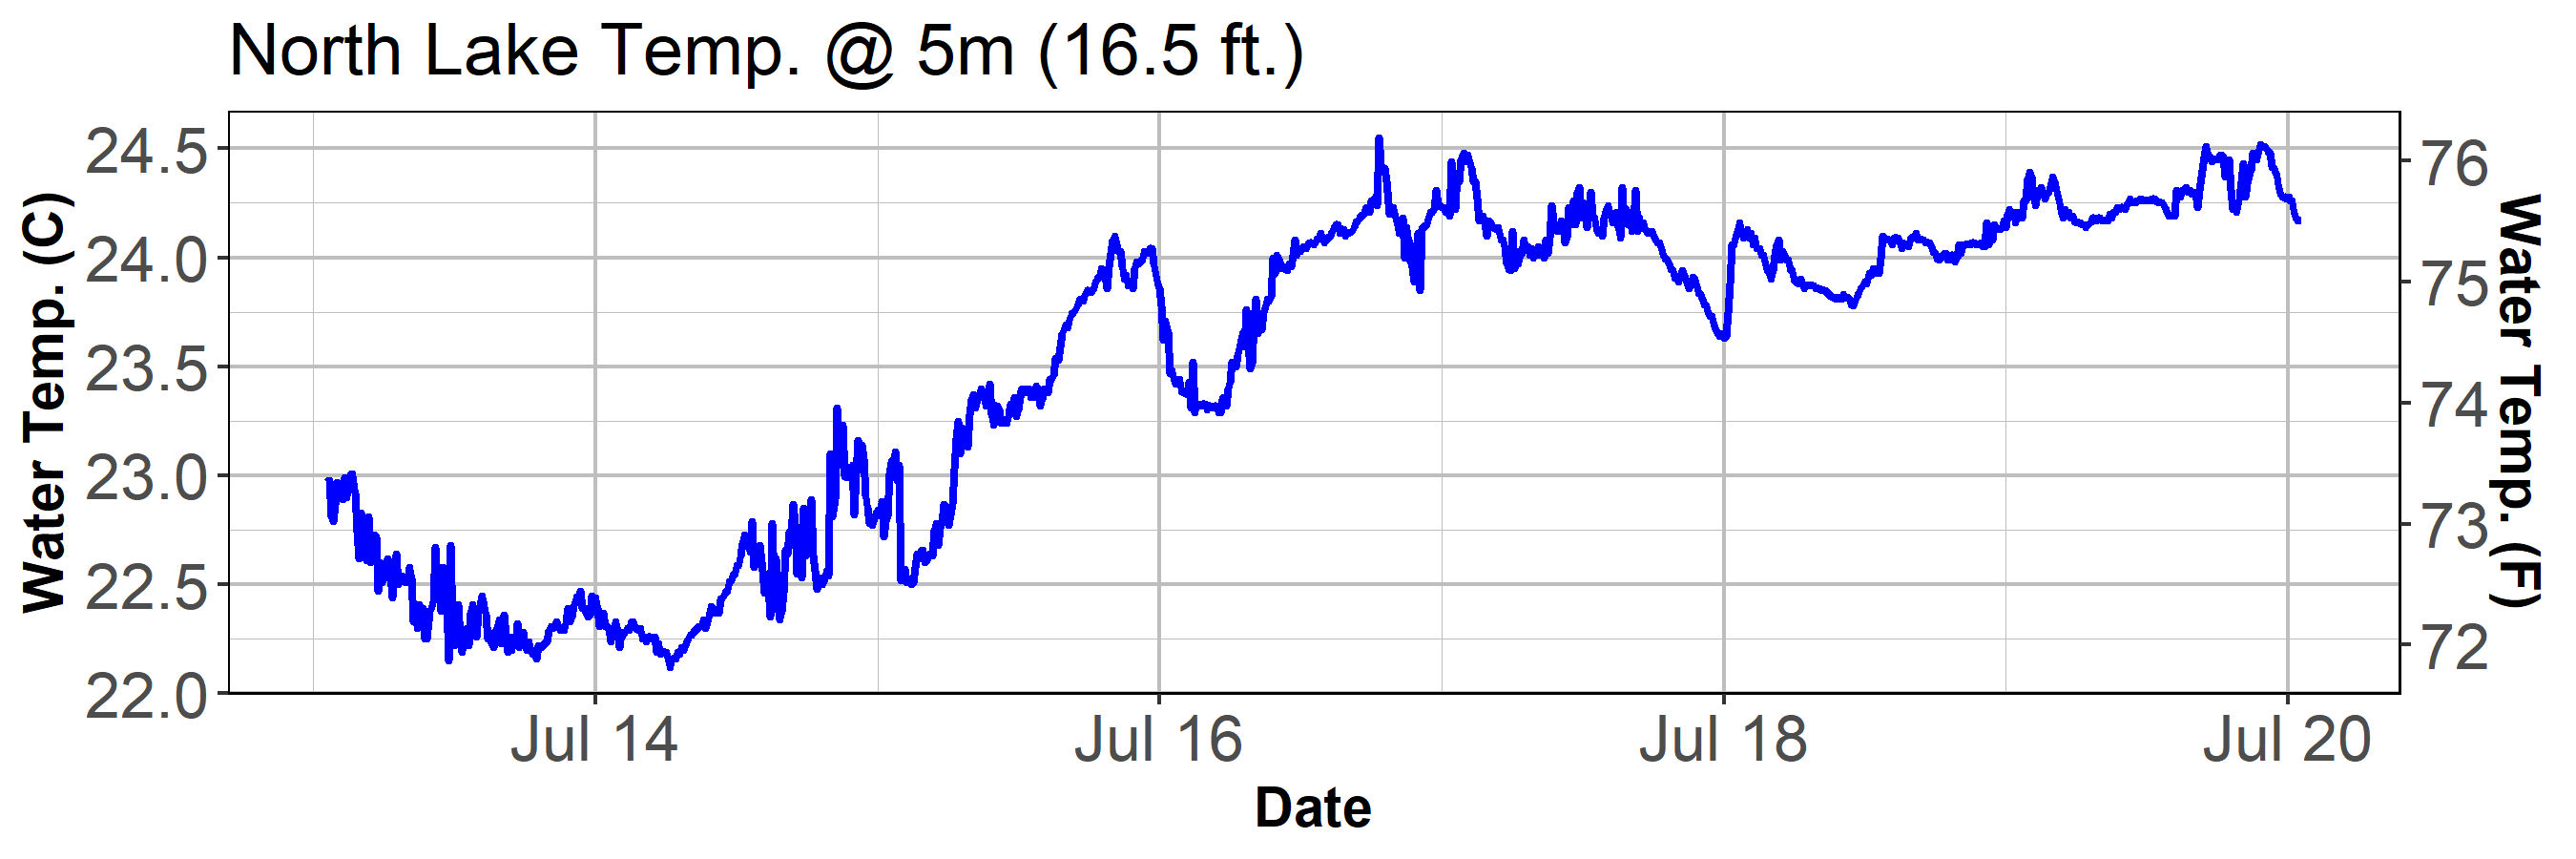 North Lake Temp. @ 5m (16.5 ft.)
Water Temp. (C)
24.5
24.0
23.5
23.0
22.5
22.0
76
75
74
73
72
Water Temp. (F)
Jul 14 Jul 16 Jul 18 Jul 20
Date